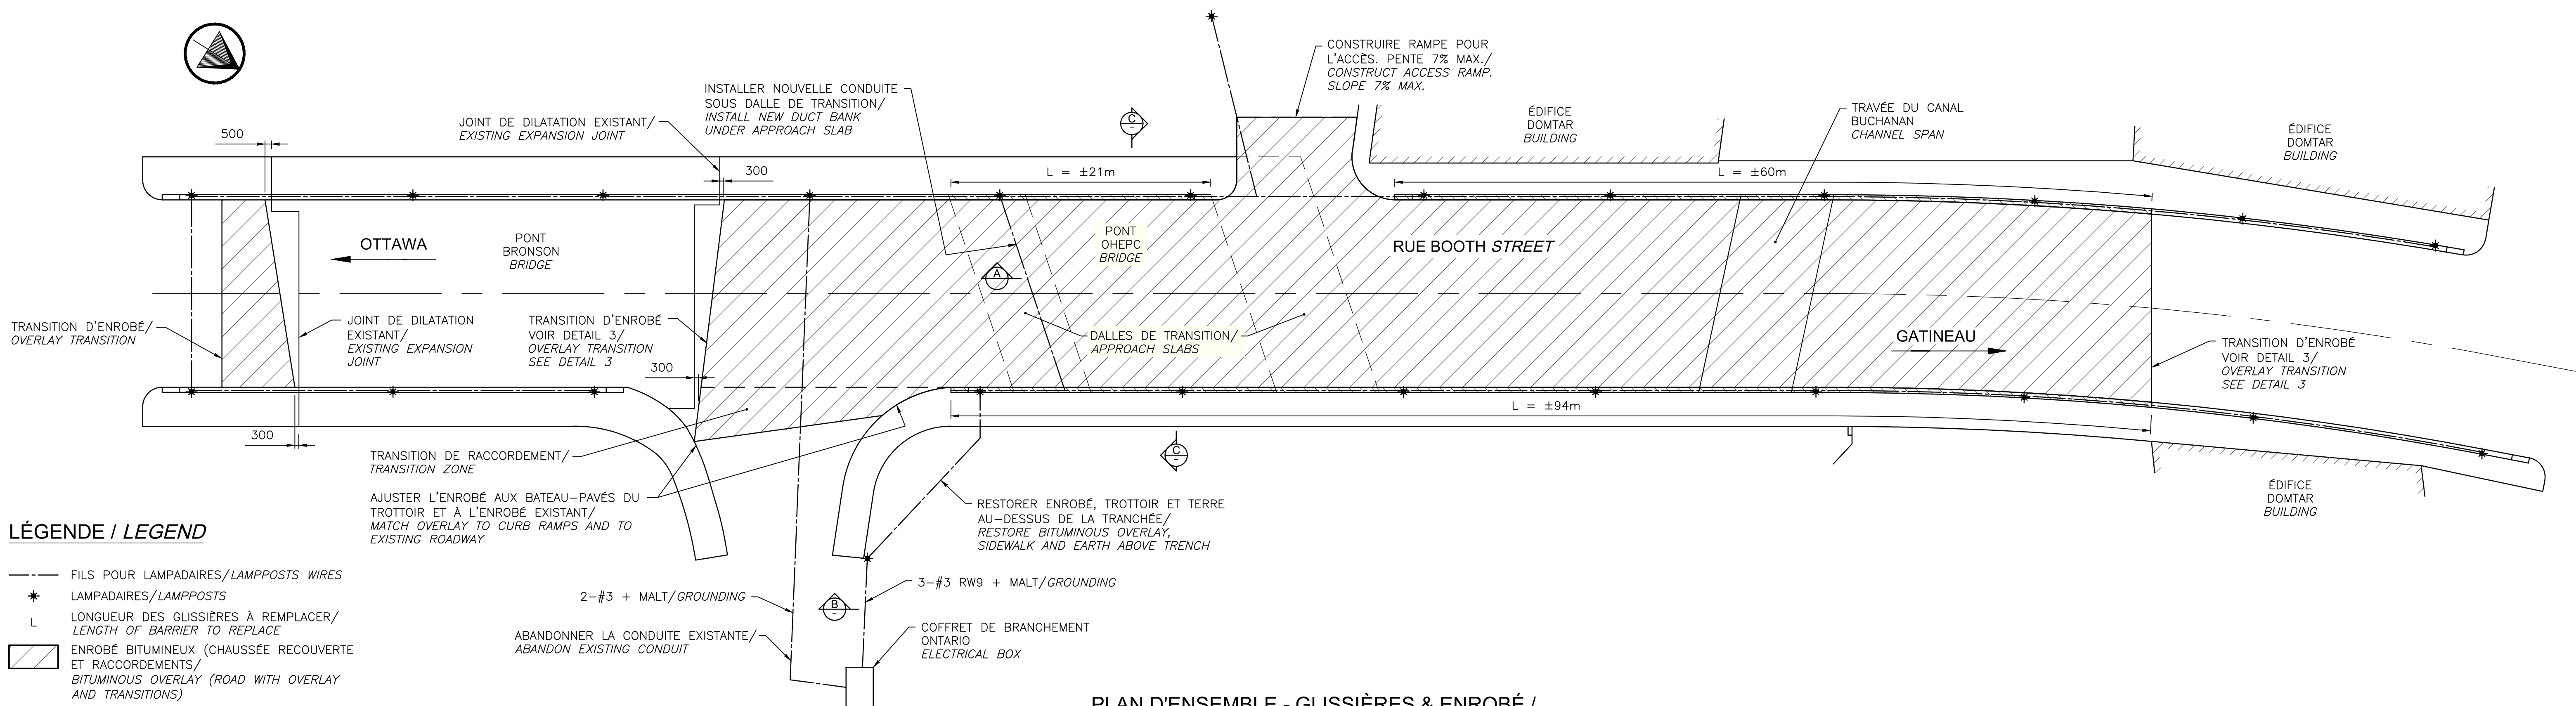 CONSTRUIRE RAMPE POUR
L'ACCÈS. PENTE 7% MAX./
CONSTRUCT ACCESS RAMP.
SLOPE 7% MAX.
INSTALLER NOUVELLE CONDUITE
SOUS DALLE DE TRANSITION/
INSTALL NEW DUCT BANK
UNDER APPROACH SLAB
JOINT DE DILATATION EXISTANT/
EXISTING EXPANSION JOINT
500
300
C
L = ±21m
ÉDIFICE
DOMTAR
BUILDING
TRAVÉE DU CANAL
BUCHANAN
CHANNEL SPAN
ÉDIFICE
DOMTAR
BUILDING
L = ±60m
OTTAWA
PONT
BRONSON
BRIDGE
PONT
OHEPC
BRIDGE
RUE BOOTH STREET
A
TRANSITION D'ENROBÉ/
OVERLAY TRANSITION
JOINT DE DILATATION
EXISTANT/
EXISTING EXPANSION
JOINT
TRANSITION D'ENROBÉ
VOIR DETAIL 3/
OVERLAY TRANSITION
SEE DETAIL 3
300
DALLES DE TRANSITION/
APPROACH SLABS
GATINEAU
TRANSITION D'ENROBÉ
VOIR DETAIL 3/
OVERLAY TRANSITION
SEE DETAIL 3
300
L = ±94m
C
TRANSITION DE RACCORDEMENT/
TRANSITION ZONE
AJUSTER L'ENROBÉ AUX BATEAU-PAVÉS DU
TROTTOIR ET À L'ENROBÉ EXISTANT/
MATCH OVERLAY TO CURB RAMPS AND TO
EXISTING ROADWAY
RESTORER ENROBÉ, TROTTOIR ET TERRE
AU-DESSUS DE LA TRANCHÉE/
RESTORE BITUMINOUS OVERLAY,
SIDEWALK AND EARTH ABOVE TRENCH
ÉDIFICE
DOMTAR
BUILDING
2-#3 + MALT/GROUNDING
3-#3 RW9 + MALT/GROUNDING
B
ABANDONNER LA CONDUITE EXISTANTE/
ABANDON EXISTING CONDUIT
COFFRET DE BRANCHEMENT
ONTARIO
ELECTRICAL BOX
LÉGENDE / LEGEND
FILS POUR LAMPADAIRES/LAMPPOSTS WIRES
LAMPADAIRES/LAMPPOSTS
L LONGUEUR DES GLISSIÈRES À REMPLACER/
LENGTH OF BARRIER TO REPLACE
ENROBÉ BITUMINEUX (CHAUSSÉE RECOUVERTE
ET RACCORDEMENTS/
BITUMINOUS OVERLAY (ROAD WITH OVERLAY
AND TRANSITIONS)
PLAN D'ENSEMBLE - GLISSIÈRES & ENROBÉ /